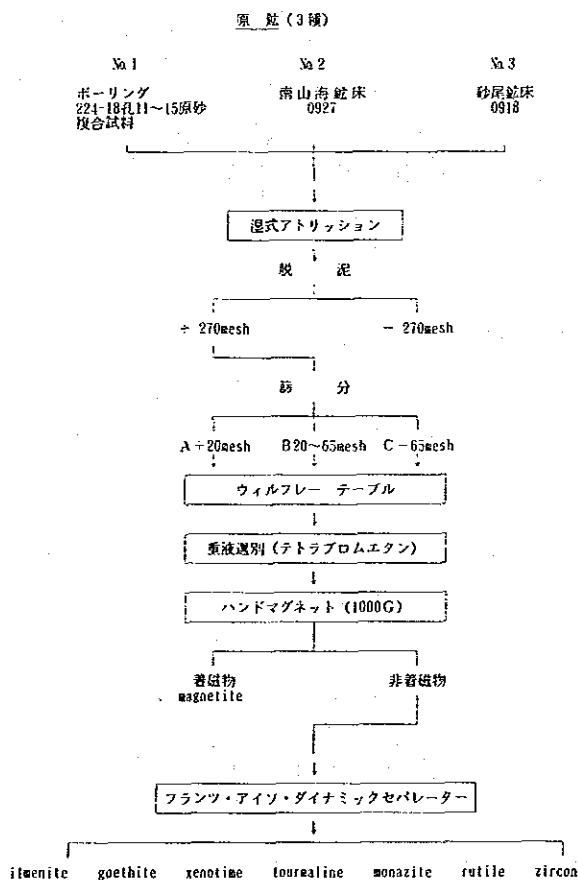 原 鉱 (3種)
No 1 No 2 No 3
ボーリング 南山海鉱床 砂尾鉱床
224-18孔11～15原砂 0927 0918
複合試料
湿式アトリッション
脱 泥
+ 270mesh - 270mesh
篩 分
A+20mesh B20～65mesh C-65mesh
ウィルフレー テーブル
重液選別(テトラブロムエタン)
ハンドマグネット(1000G)
着磁物 非着磁物
magnetite
フランツ・アイソ・ダイナミックセパレーター
ilmenite goethite xenotime tourmaline monazite rutile zircon